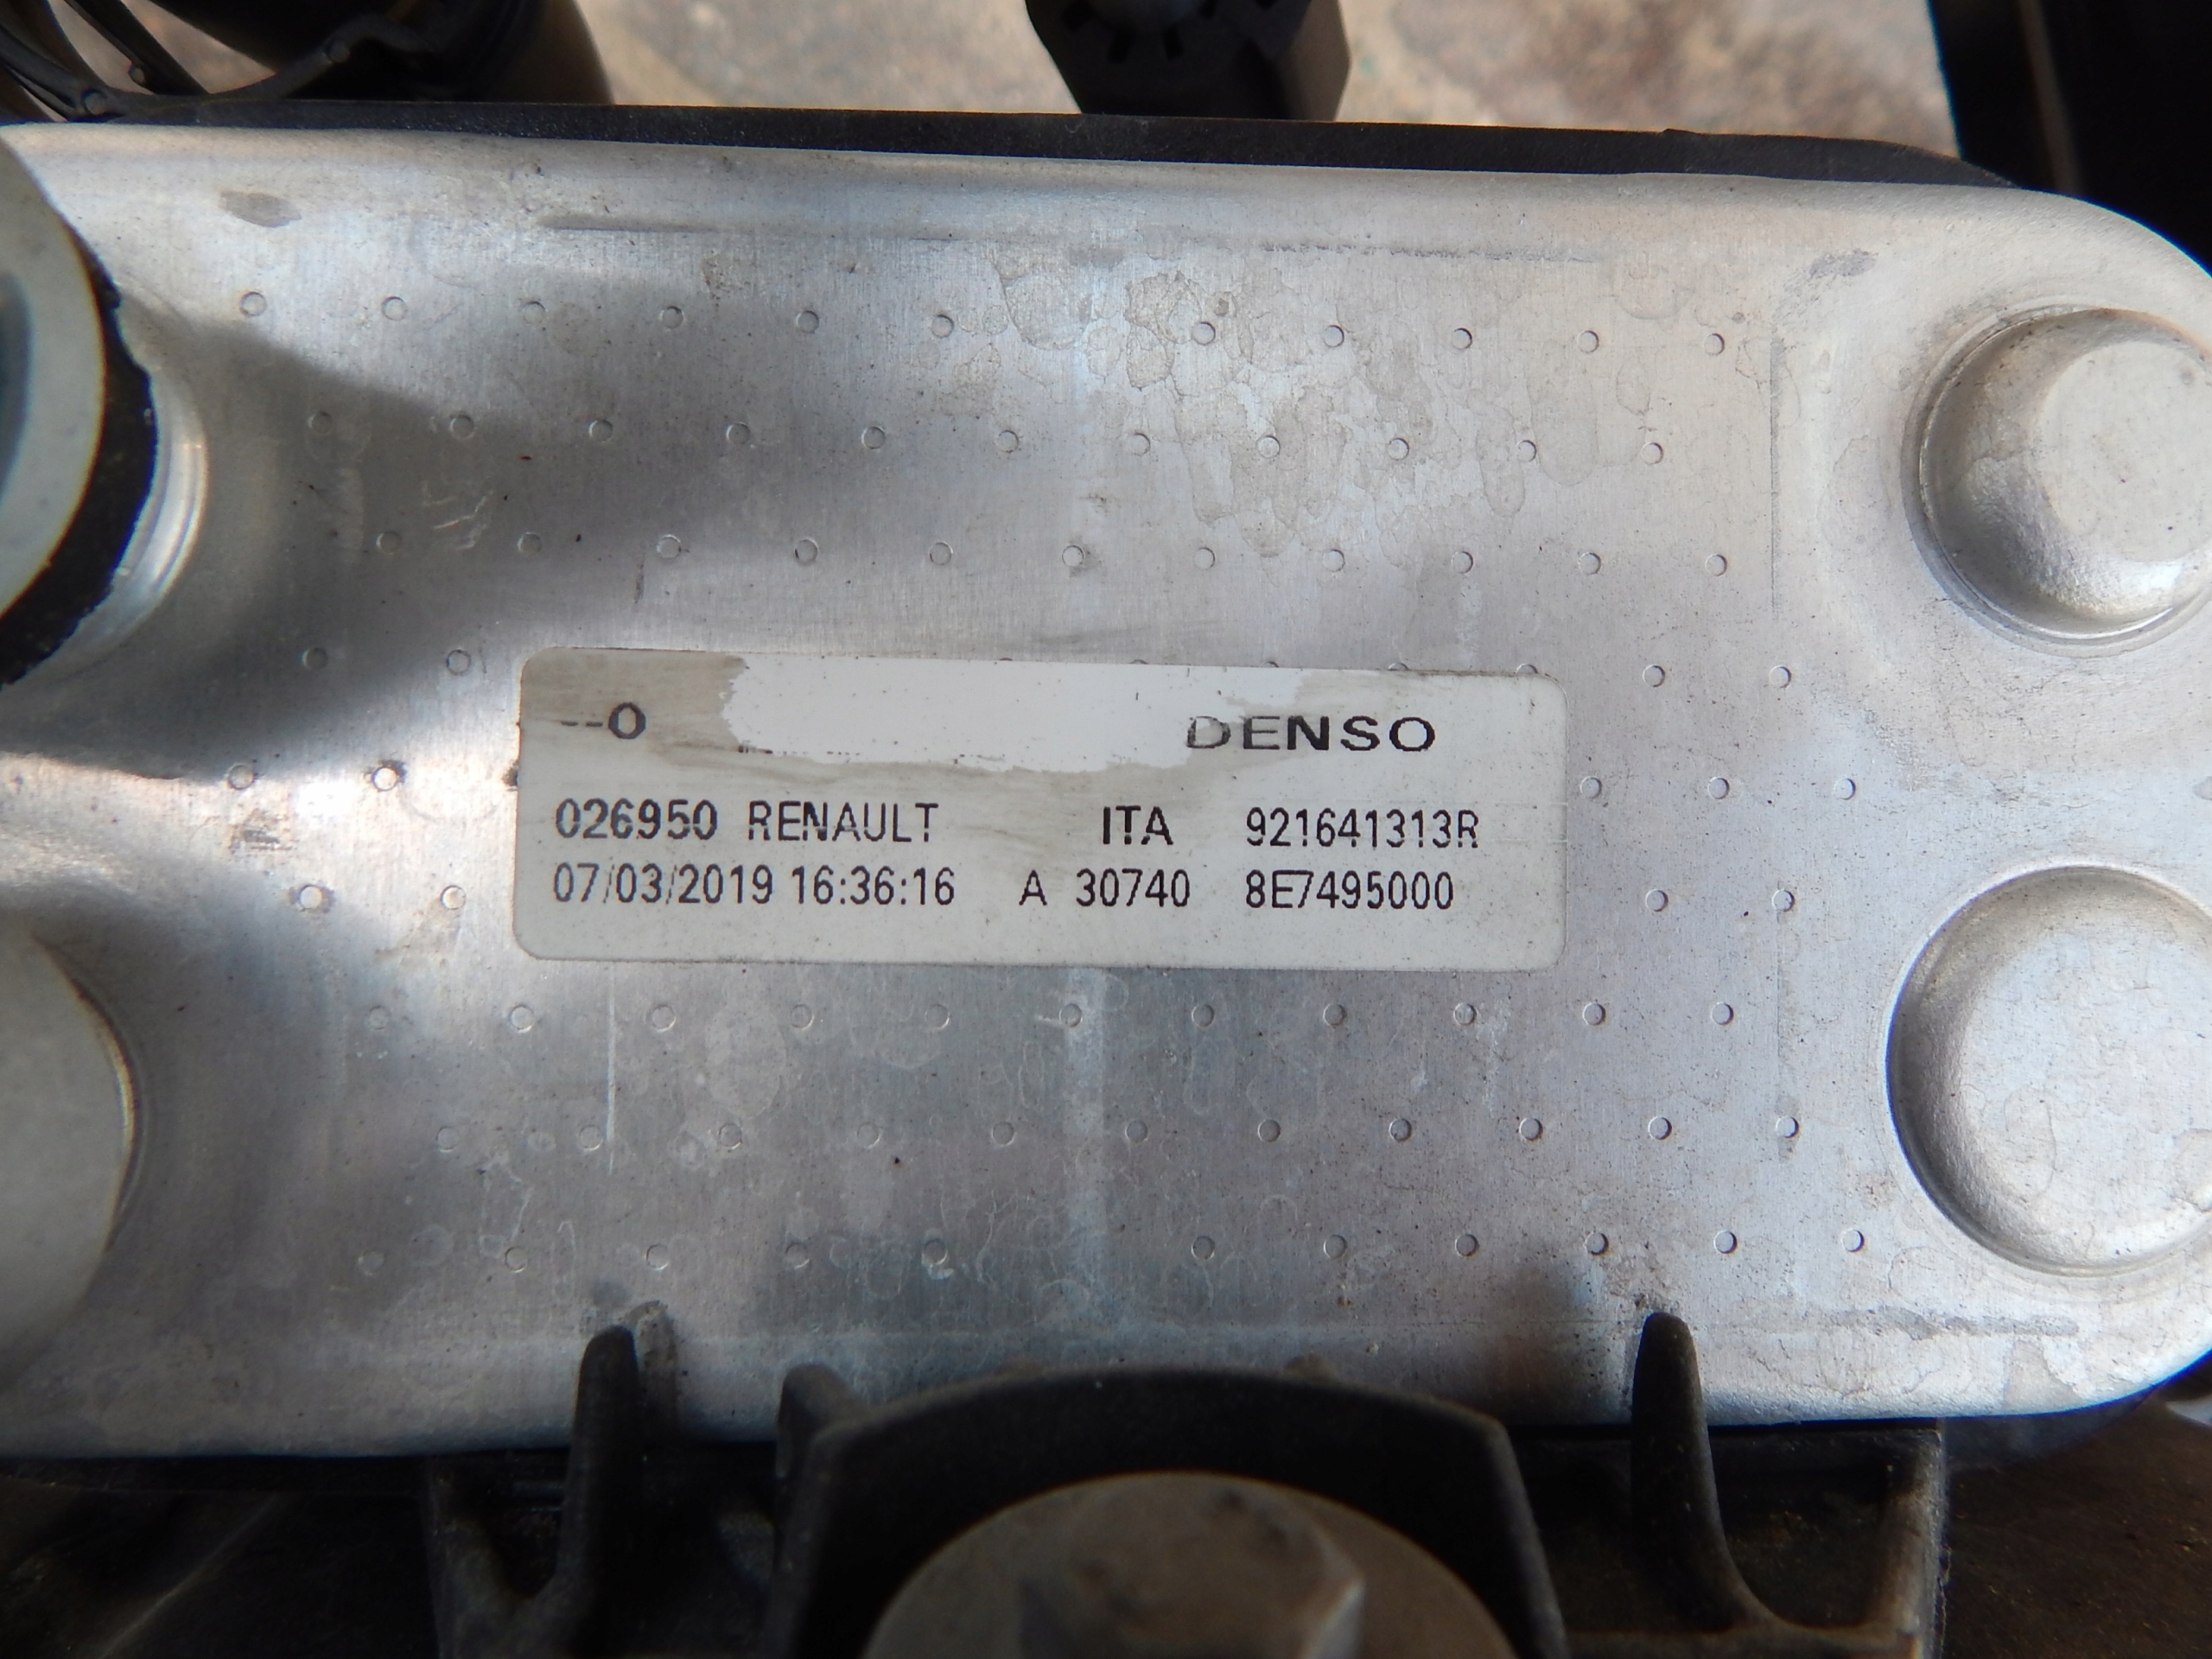 --O DENSO
026950 RENAULT ITA 921641313R
07/03/2019 16:36:16 A 30740 8E7495000